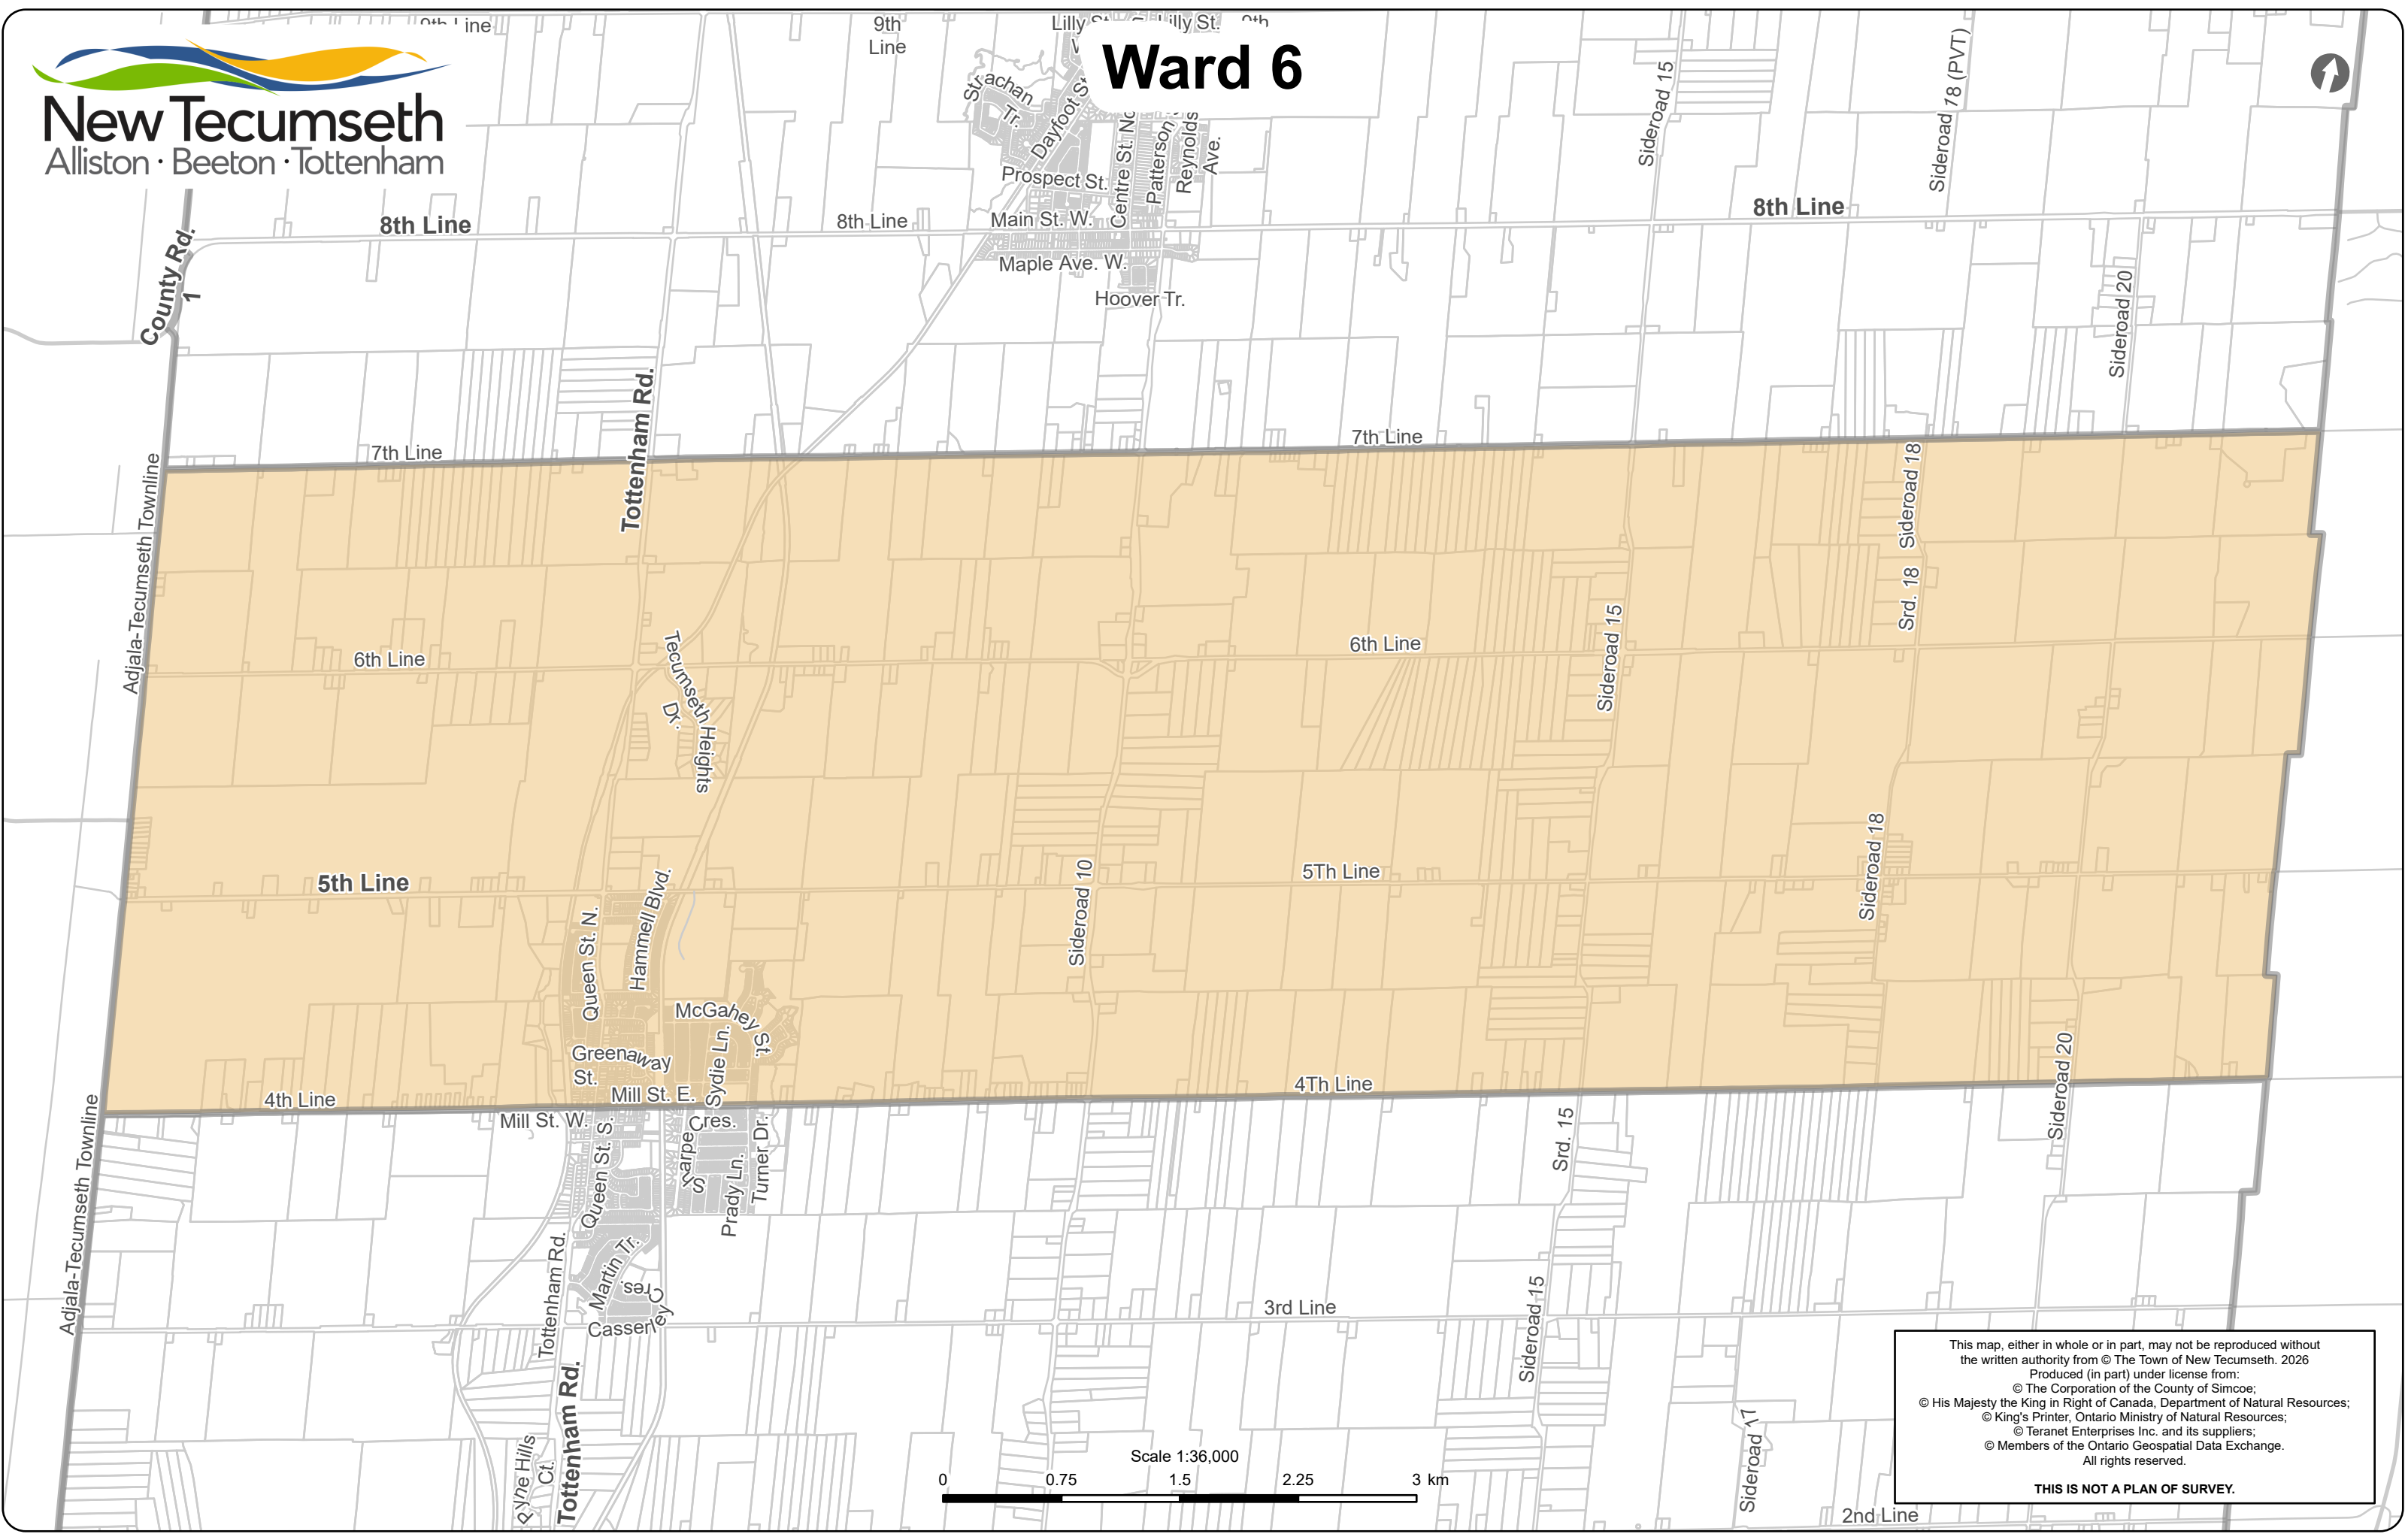 9th Line
9th
Line
Lilly St.
Lilly St.
9th
Ward 6
New Tecumseth
Alliston · Beeton · Tottenham
Strachan
Tr.
Dayfoot St
Prospect St.
Centre St. No
Patterson
Reynolds
Ave.
Sideroad 15
Sideroad 18 (PVT)
8th Line
8th Line
Main St. W.
8th Line
Maple Ave. W.
Hoover Tr.
County Rd.
1
Sideroad 20
Tottenham Rd.
7th Line
7th Line
Adjala-Tecumseth Townline
Sideroad 18
Srd. 18
Sideroad 15
6th Line
6th Line
Tecumseth Heights
Dr.
Sideroad 18
5th Line
5Th Line
Sideroad 10
Queen St. N.
Hammell Blvd.
McGahey St.
Greenaway
St.
Sydie Ln.
Mill St. E.
4th Line
4Th Line
Sideroad 20
Mill St. W.
Adjala-Tecumseth Townline
Queen St. S.
Sharpe
Cres.
Prady Ln.
Turner Dr.
Srd. 15
Tottenham Rd.
Martin Tr.
Casserley
Cres.
3rd Line
Sideroad 15
Tottenham Rd.
Ryne Hills
Ct.
Sideroad 17
2nd Line
Scale 1:36,000
0 0.75 1.5 2.25 3 km
This map, either in whole or in part, may not be reproduced without
the written authority from © The Town of New Tecumseth. 2026
Produced (in part) under license from:
© The Corporation of the County of Simcoe;
© His Majesty the King in Right of Canada, Department of Natural Resources;
© King's Printer, Ontario Ministry of Natural Resources;
© Teranet Enterprises Inc. and its suppliers;
© Members of the Ontario Geospatial Data Exchange.
All rights reserved.
THIS IS NOT A PLAN OF SURVEY.